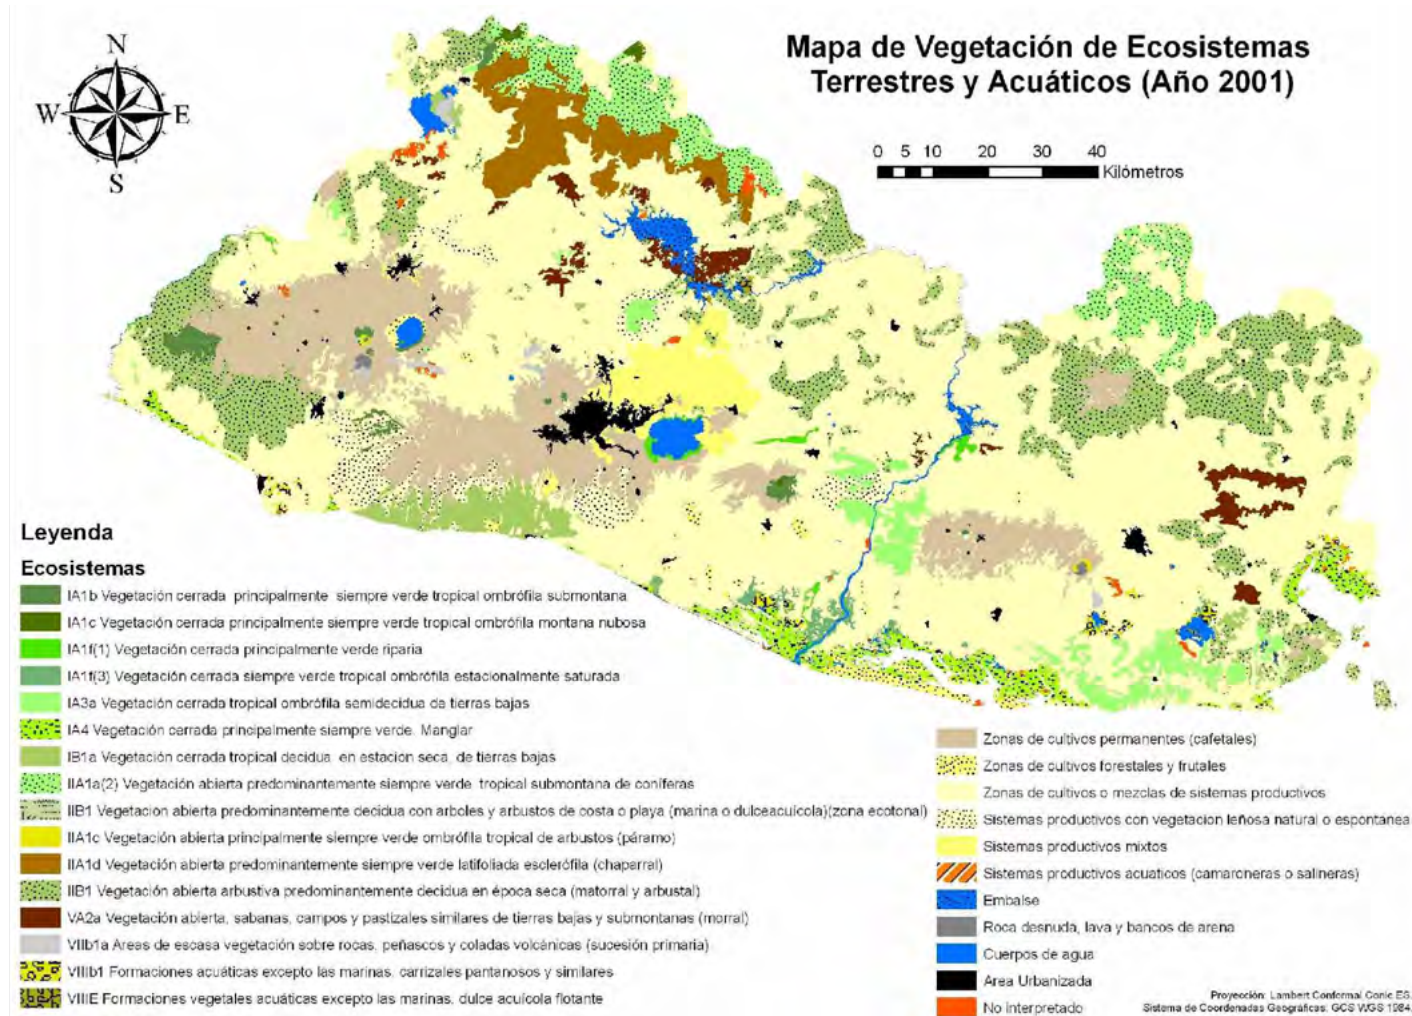 Mapa de Vegetación de Ecosistemas
Terrestres y Acuáticos (Año 2001)
N
W
E
S
0 5 10 20 30 40
Kilómetros
Leyenda
Ecosistemas
IA1b Vegetación cerrada principalmente siempre verde tropical ombrófila submontana
IA1c Vegetación cerrada principalmente siempre verde tropical ombrófila montana nubosa
IA1f(1) Vegetación cerrada principalmente verde riparia
IA1f(3) Vegetación cerrada siempre verde tropical ombrófila estacionalmente saturada
IA3a Vegetación cerrada tropical ombrófila semidecidua de tierras bajas
IA4 Vegetación cerrada principalmente siempre verde. Manglar
IB1a Vegetación cerrada tropical decidua en estacion seca, de tierras bajas
IIA1a(2) Vegetación abierta predominantemente siempre verde tropical submontana de coníferas
IIB1 Vegetacion abierta predominantemente decidua con arboles y arbustos de costa o playa (marina o dulceacuícola)(zona ecotonal)
IIA1c Vegetación abierta principalmente siempre verde ombrófila tropical de arbustos (páramo)
IIA1d Vegetación abierta predominantemente siempre verde latifoliada esclerófila (chaparral)
IIB1 Vegetación abierta arbustiva predominantemente decidua en época seca (matorral y arbustal)
VA2a Vegetación abierta, sabanas, campos y pastizales similares de tierras bajas y submontanas (morral)
VIIb1a Areas de escasa vegetación sobre rocas, peñascos y coladas volcánicas (sucesión primaria)
VIIIb1 Formaciones acuáticas excepto las marinas, carrizales pantanosos y similares
VIIIE Formaciones vegetales acuáticas excepto las marinas, dulce acuícola flotante
Zonas de cultivos permanentes (cafetales)
Zonas de cultivos forestales y frutales
Zonas de cultivos o mezclas de sistemas productivos
Sistemas productivos con vegetacion leñosa natural o espontánea
Sistemas productivos mixtos
Sistemas productivos acuaticos (camaroneras o salineras)
Embalse
Roca desnuda, lava y bancos de arena
Cuerpos de agua
Area Urbanizada
No interpretado
Proyección: Lambert Conformal Conic ES.
Sistema de Coordenadas Geográficas: GCS WGS 1984.